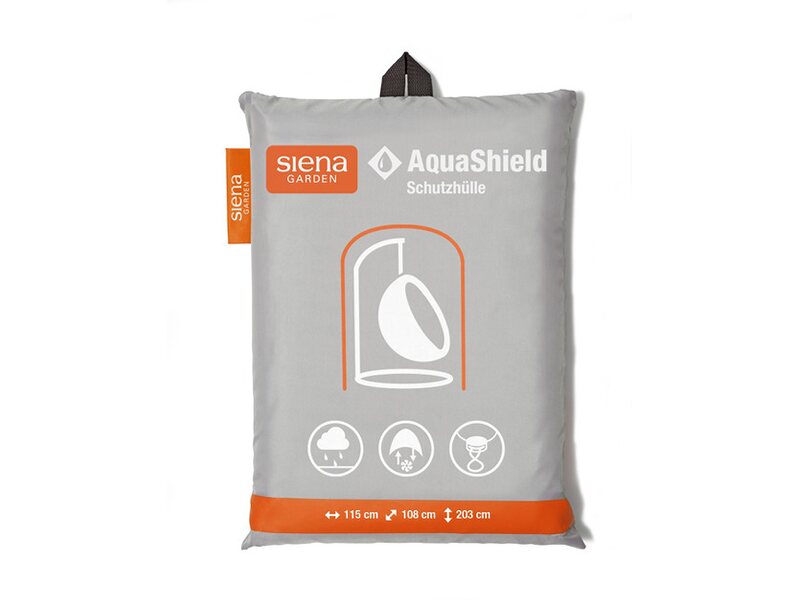 siena
GARDEN
AquaShield
Schutzhülle
siena
GARDEN
115 cm 108 cm 203 cm